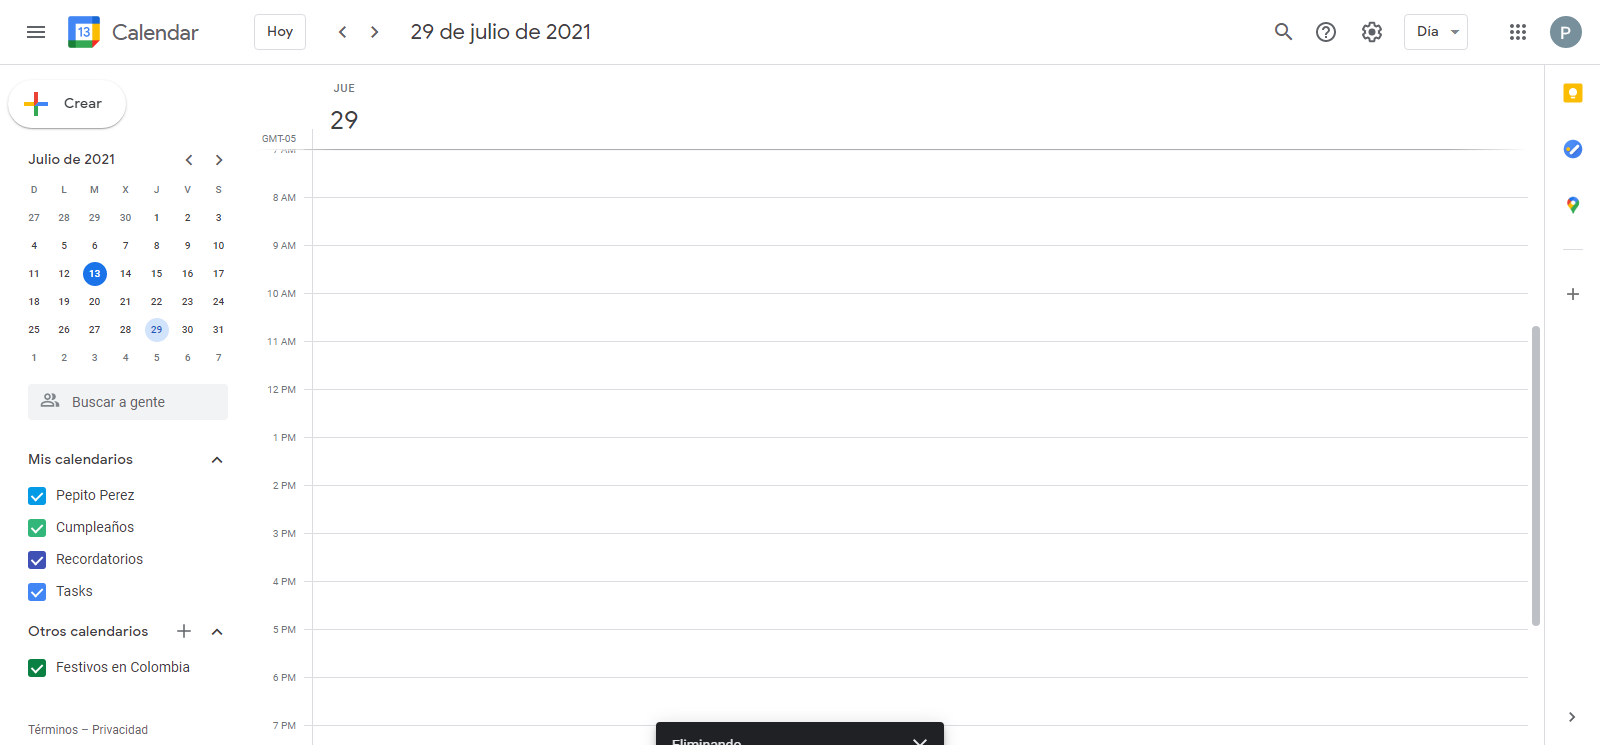 13 Calendar Hoy 29 de julio de 2021 Día P
Crear
JUE
29
GMT-05
Julio de 2021
D L M X J V S
27 28 29 30 1 2 3
4 5 6 7 8 9 10
11 12 13 14 15 16 17
18 19 20 21 22 23 24
25 26 27 28 29 30 31
1 2 3 4 5 6 7
Buscar a gente
Mis calendarios
Pepito Perez
Cumpleaños
Recordatorios
Tasks
Otros calendarios
Festivos en Colombia
Términos – Privacidad
7 AM
8 AM
9 AM
10 AM
11 AM
12 PM
1 PM
2 PM
3 PM
4 PM
5 PM
6 PM
7 PM
Eliminando